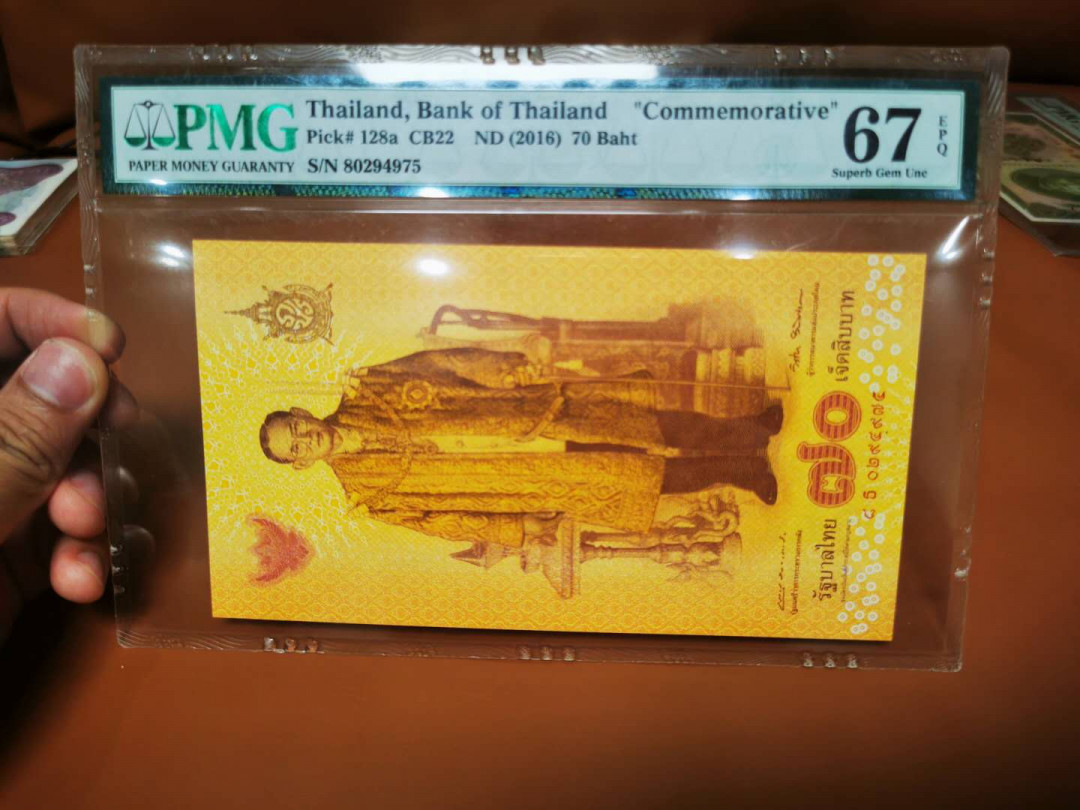 PMG
PAPER MONEY GUARANTY
Thailand, Bank of Thailand "Commemorative"
Pick# 128a CB22 ND (2016) 70 Baht
S/N 80294975
67
EPQ
Superb Gem Unc
รัฐบาลไทย
๗๐
เจ็ดสิบบาท